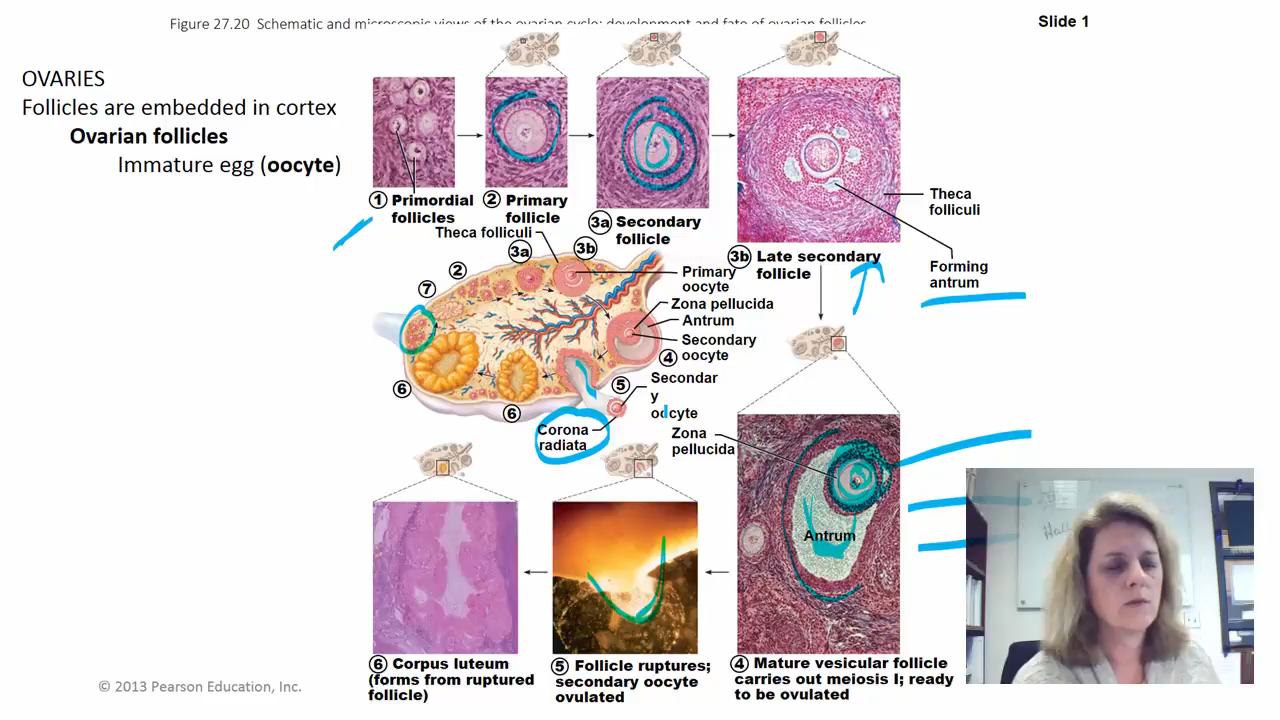 Figure 27.20 Schematic and microscopic views of the ovarian cycle: development and fate of ovarian follicles
Slide 1
OVARIES
Follicles are embedded in cortex
Ovarian follicles
Immature egg (oocyte)
1 Primordial
follicles
2 Primary
follicle
3a Secondary
follicle
3b Late secondary
follicle
Theca
folliculi
Forming
antrum
Theca folliculi
3a
3b
2
7
6
6
Primary
oocyte
Zona pellucida
Antrum
Secondary
oocyte
4
5
Secondar
y
oocyte
Corona
radiata
Zona
pellucida
Antrum
6 Corpus luteum
(forms from ruptured
follicle)
5 Follicle ruptures;
secondary oocyte
ovulated
4 Mature vesicular follicle
carries out meiosis I; ready
to be ovulated
© 2013 Pearson Education, Inc.